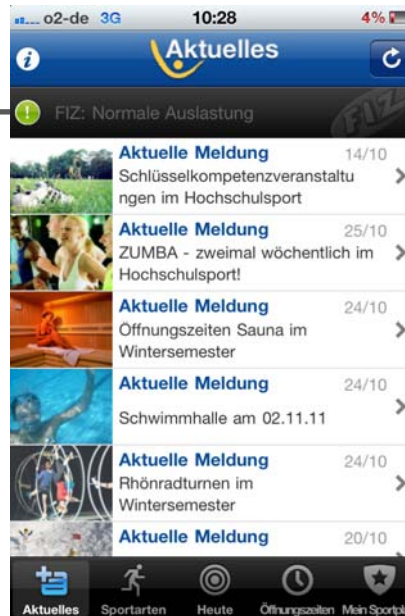 o2-de 3G 10:28 4%
Aktuelles
FIZ: Normale Auslastung
FIZ
Aktuelle Meldung 14/10
Schlüsselkompetenzveranstaltu
ngen im Hochschulsport
Aktuelle Meldung 25/10
ZUMBA - zweimal wöchentlich im
Hochschulsport!
Aktuelle Meldung 24/10
Öffnungszeiten Sauna im
Wintersemester
Aktuelle Meldung 24/10
Schwimmhalle am 02.11.11
Aktuelle Meldung 24/10
Rhönradturnen im
Wintersemester
Aktuelle Meldung 20/10
Aktuelles Sportarten Heute Öffnungszeiten Mein Sportpl